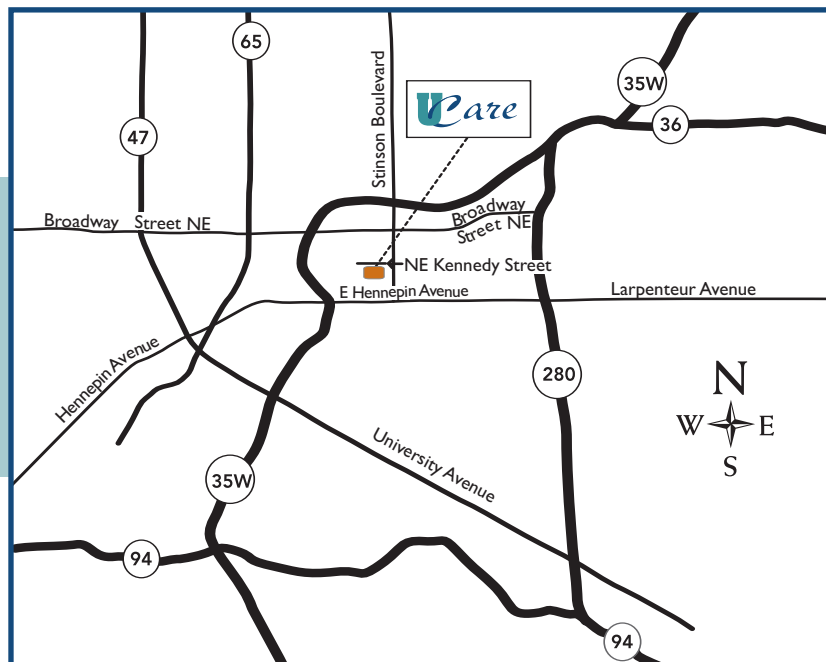 65
35W
Stinson Boulevard
UCare
47
36
Broadway Street NE
Broadway
Street NE
NE Kennedy Street
E Hennepin Avenue
Larpenteur Avenue
Hennepin Avenue
280
N
W E
S
University Avenue
35W
94
94